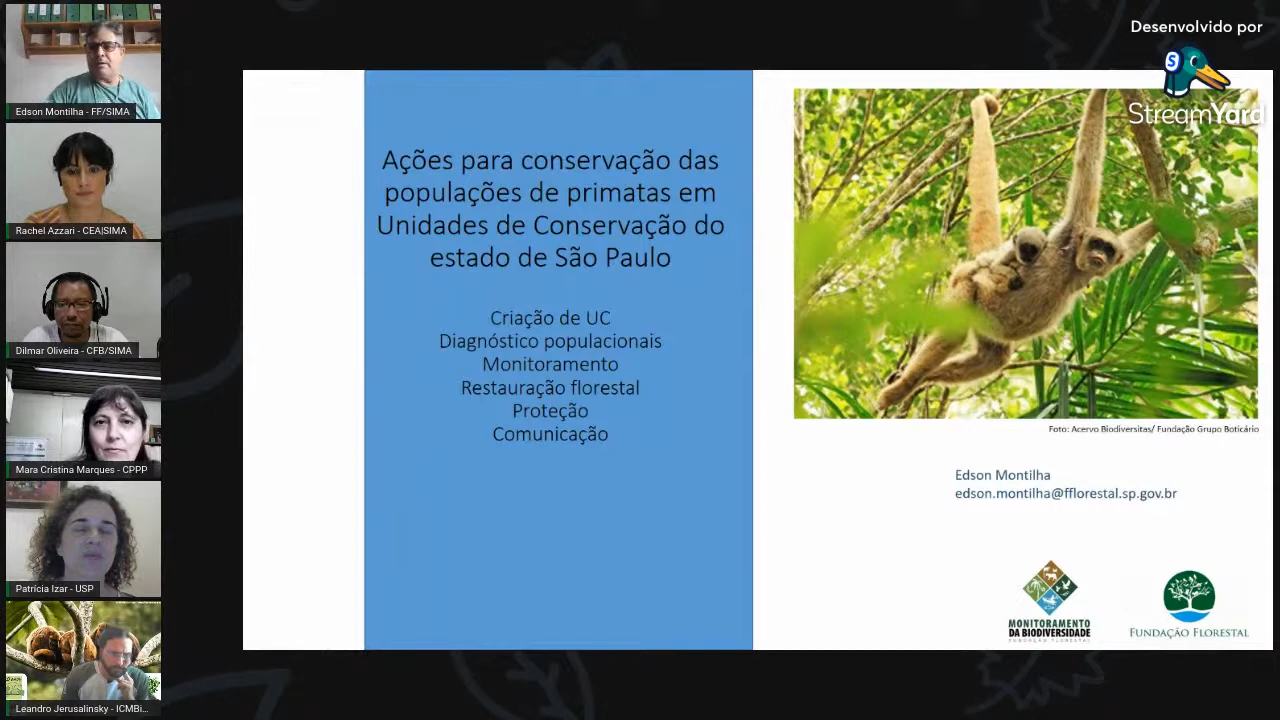 Desenvolvido por
StreamYard
Edson Montilha - FF/SIMA
Rachel Azzari - CEA|SIMA
Dilmar Oliveira - CFB/SIMA
Mara Cristina Marques - CPPP
Patrícia Izar - USP
Leandro Jerusalinsky - ICMBi...
Ações para conservação das
populações de primatas em
Unidades de Conservação do
estado de São Paulo
Criação de UC
Diagnóstico populacionais
Monitoramento
Restauração florestal
Proteção
Comunicação
Foto: Acervo Biodiversitas/ Fundação Grupo Boticário
Edson Montilha
edson.montilha@fflorestal.sp.gov.br
MONITORAMENTO
DA BIODIVERSIDADE
FUNDAÇÃO FLORESTAL
FUNDAÇÃO FLORESTAL